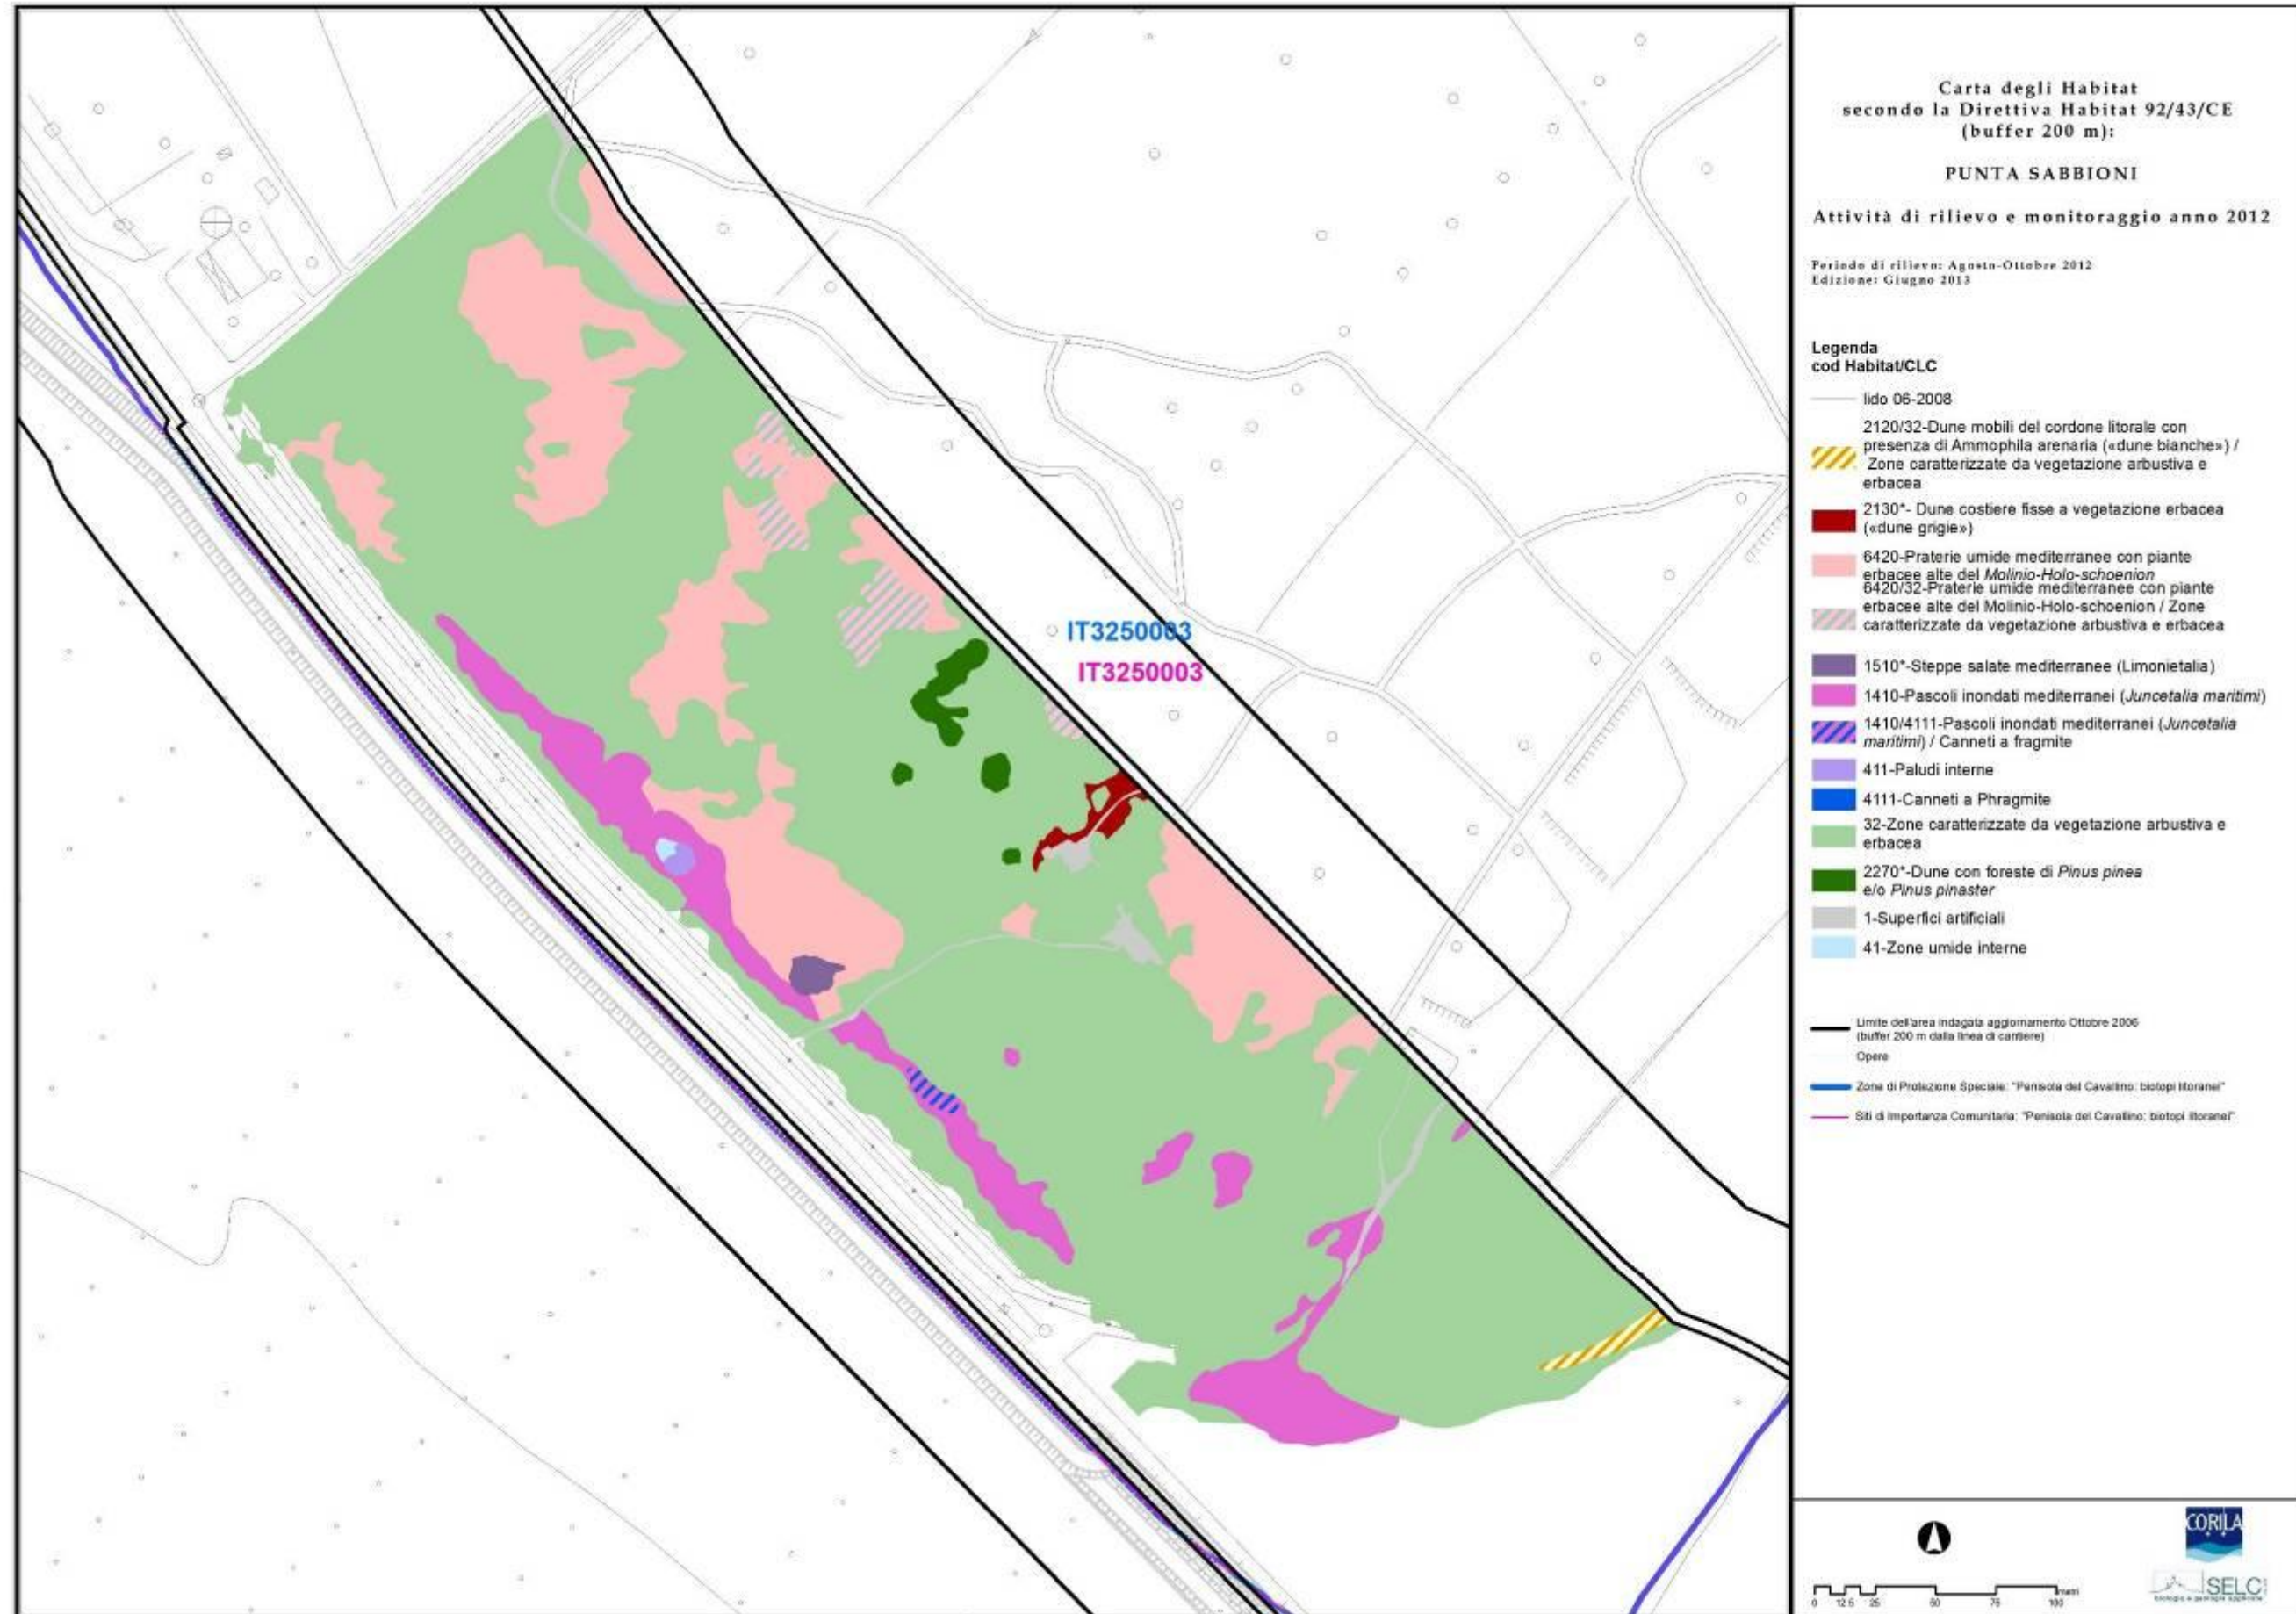 IT3250003
IT3250003
Carta degli Habitat
secondo la Direttiva Habitat 92/43/CE
(buffer 200 m):
PUNTA SABBIONI
Attività di rilievo e monitoraggio anno 2012
Periodo di rilievo: Agosto-Ottobre 2012
Edizione: Giugno 2013
Legenda
cod Habitat/CLC
lido 06-2008
2120/32-Dune mobili del cordone litorale con
presenza di Ammophila arenaria («dune bianche») /
Zone caratterizzate da vegetazione arbustiva e
erbacea
2130*- Dune costiere fisse a vegetazione erbacea
(«dune grigie»)
6420-Praterie umide mediterranee con piante
erbacee alte del Molinio-Holo-schoenion
6420/32-Praterie umide mediterranee con piante
erbacee alte del Molinio-Holo-schoenion / Zone
caratterizzate da vegetazione arbustiva e erbacea
1510*-Steppe salate mediterranee (Limonietalia)
1410-Pascoli inondati mediterranei (Juncetalia maritimi)
1410/4111-Pascoli inondati mediterranei (Juncetalia
maritimi) / Canneti a fragmite
411-Paludi interne
4111-Canneti a Phragmite
32-Zone caratterizzate da vegetazione arbustiva e
erbacea
2270*-Dune con foreste di Pinus pinea
e/o Pinus pinaster
1-Superfici artificiali
41-Zone umide interne
Limite dell'area indagata aggiornamento Ottobre 2006
(buffer 200 m dalla linea di cantiere)
Opere
Zone di Protezione Speciale: "Penisola del Cavallino: biotopi litoranei"
Siti di Importanza Comunitaria: "Penisola del Cavallino: biotopi litoranei"
CORILA
SELC
biologia e geologia applicate
metri
0 12.5 25 50 75 100